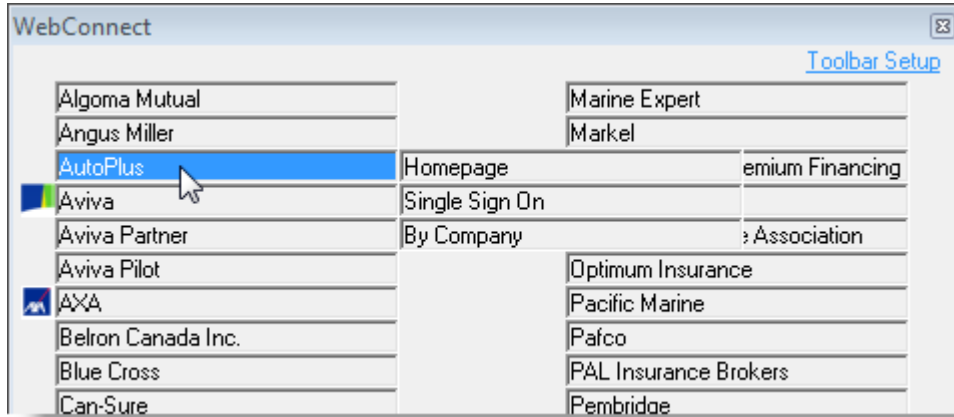 WebConnect
Toolbar Setup
Algoma Mutual
Marine Expert
Angus Miller
Markel
AutoPlus
Homepage
Premium Financing
Aviva
Single Sign On
Aviva Partner
By Company
Association
Aviva Pilot
Optimum Insurance
AXA
Pacific Marine
Belron Canada Inc.
Pafco
Blue Cross
PAL Insurance Brokers
Can-Sure
Pembridge